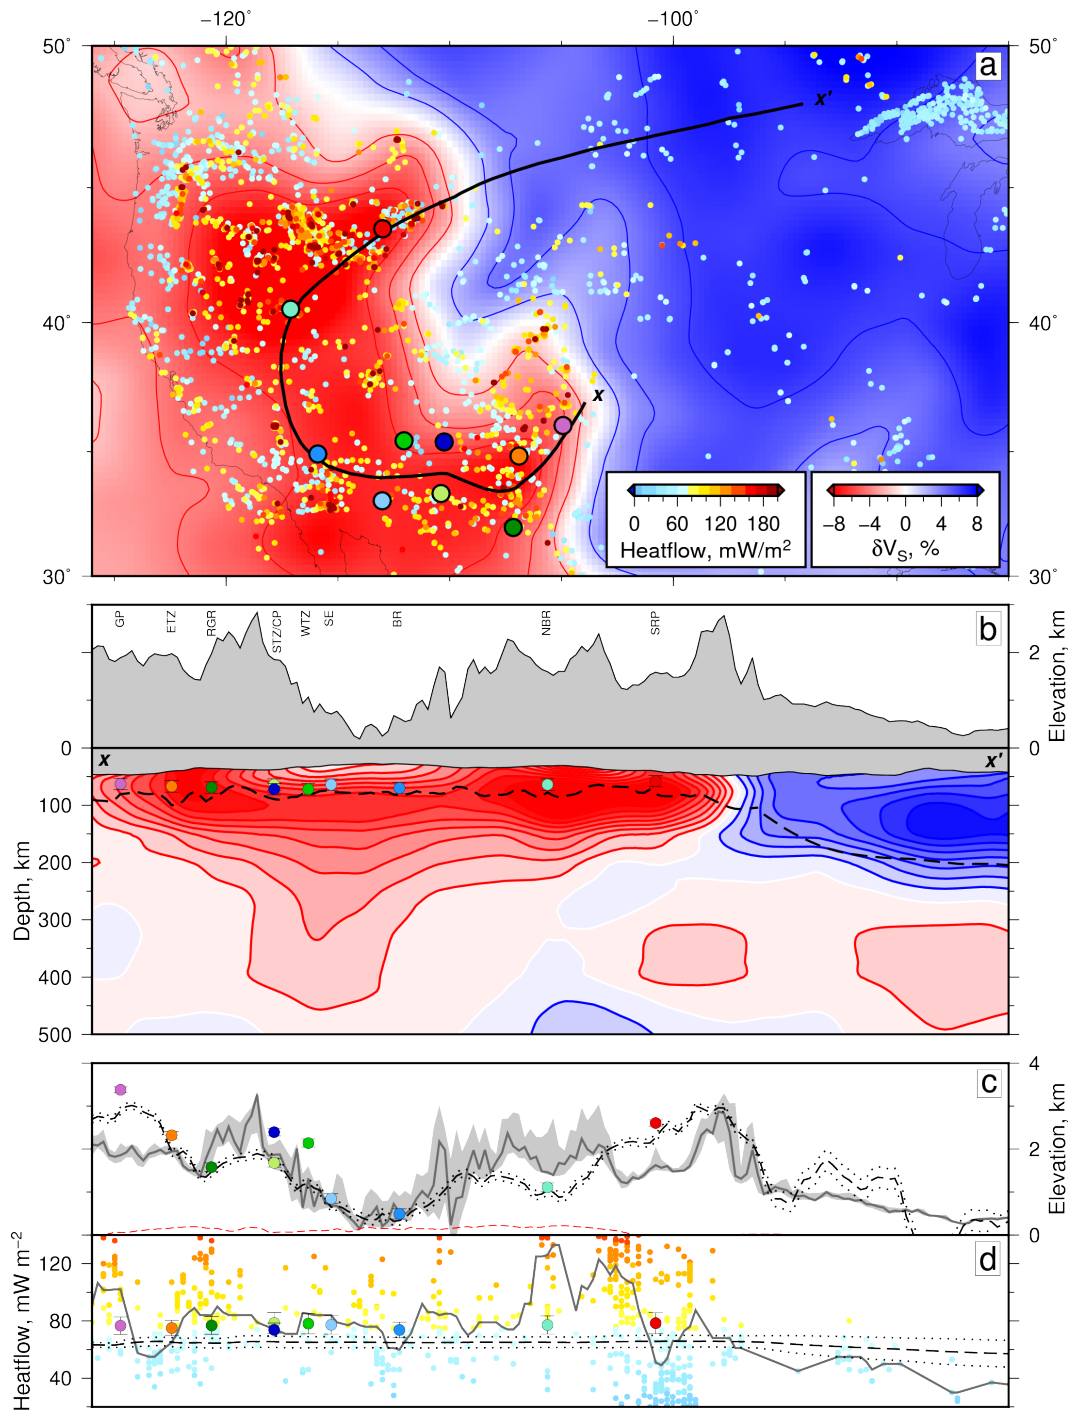 −120˚ −100˚
50˚ a 50˚
x'
40˚ 40˚
x
0 60 120 180
Heatflow, mW/m2
−8 −4 0 4 8
δVS, %
30˚ 30˚
GP ETZ RGR STZ/CP WTZ SE BR NBR SRP b
2
Elevation, km
0 0
x x'
100
200
300
400
500
Depth, km
4
c
2
Elevation, km
0
d
120
80
40
Heatflow, mW m−2